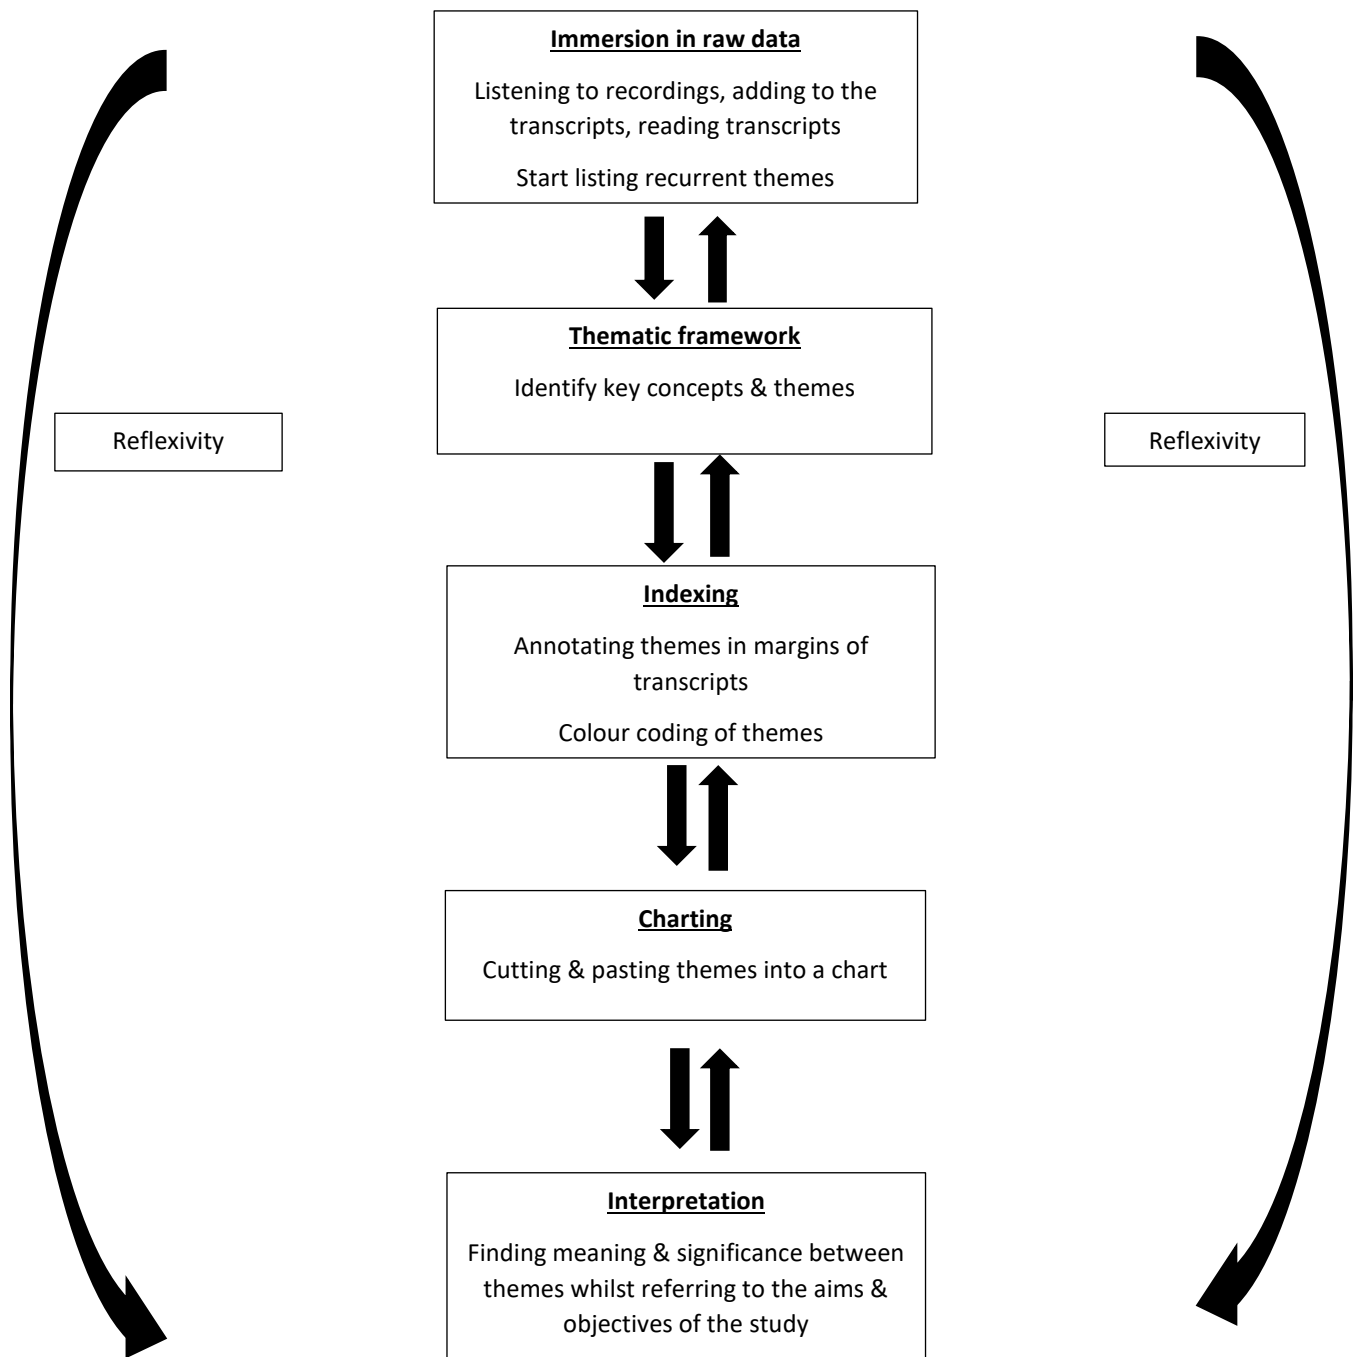 Immersion in raw data
Listening to recordings, adding to the
transcripts, reading transcripts
Start listing recurrent themes
Thematic framework
Identify key concepts & themes
Reflexivity
Reflexivity
Indexing
Annotating themes in margins of
transcripts
Colour coding of themes
Charting
Cutting & pasting themes into a chart
Interpretation
Finding meaning & significance between
themes whilst referring to the aims &
objectives of the study